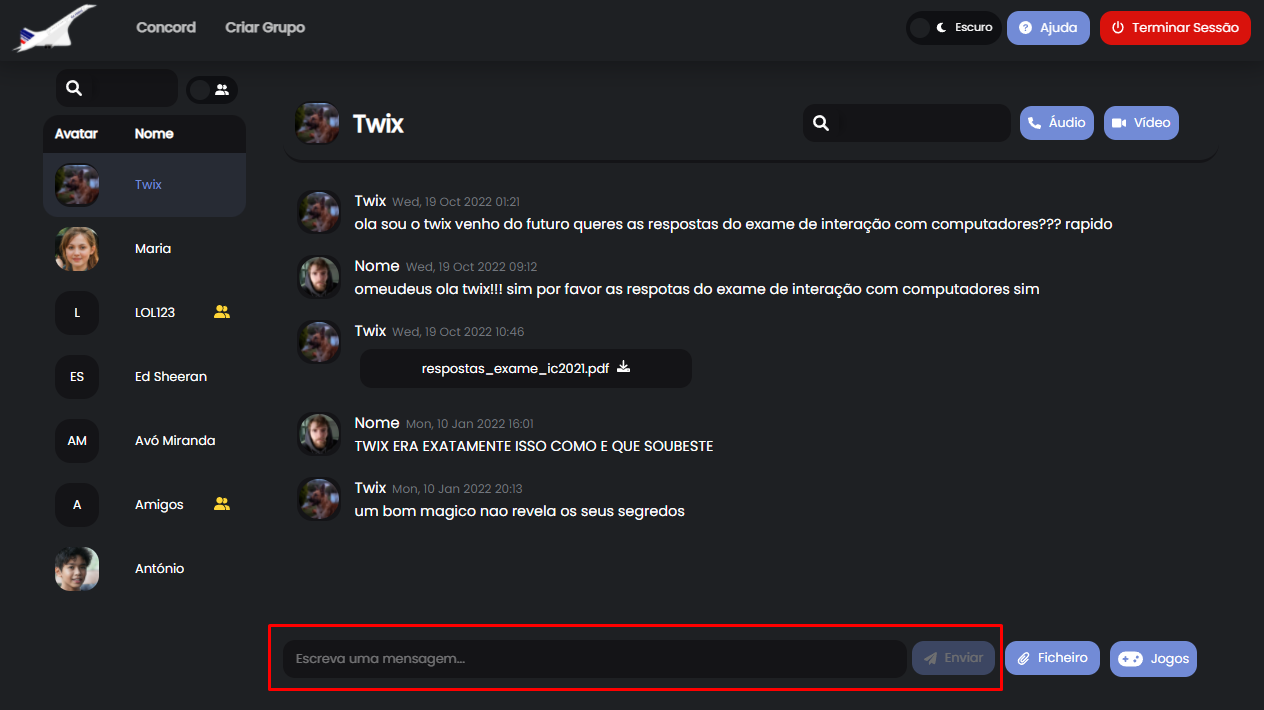 Concord Criar Grupo Escuro Ajuda Terminar Sessão
Avatar Nome
Twix
Maria
L LOL123
ES Ed Sheeran
AM Avó Miranda
A Amigos
António
Twix Áudio Vídeo
Twix Wed, 19 Oct 2022 01:21
ola sou o twix venho do futuro queres as respostas do exame de interação com computadores??? rapido
Nome Wed, 19 Oct 2022 09:12
omeudeus ola twix!!! sim por favor as respotas do exame de interação com computadores sim
Twix Wed, 19 Oct 2022 10:46
respostas_exame_ic2021.pdf
Nome Mon, 10 Jan 2022 16:01
TWIX ERA EXATAMENTE ISSO COMO E QUE SOUBESTE
Twix Mon, 10 Jan 2022 20:13
um bom magico nao revela os seus segredos
Escreva uma mensagem... Enviar Ficheiro Jogos